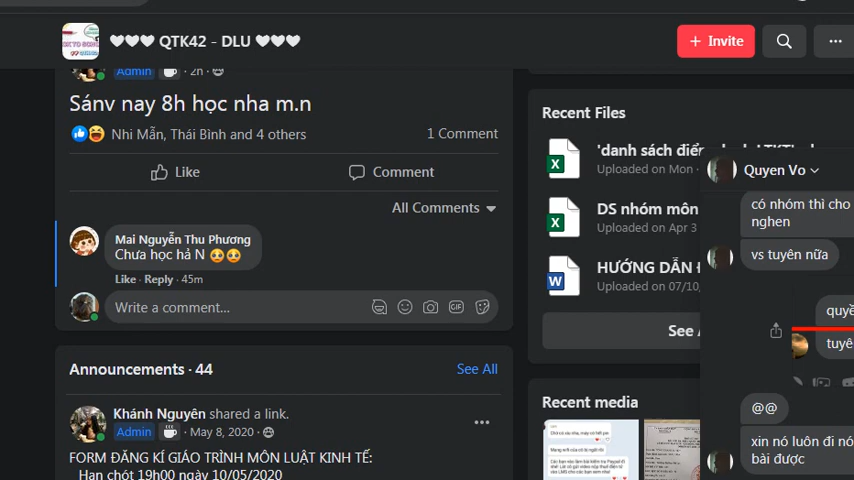 QTK42 - DLU
+ Invite
Admin · 2h ·
Sánv nay 8h học nha m.n
Nhi Mẫn, Thái Bình and 4 others
1 Comment
Like
Comment
All Comments
Mai Nguyễn Thu Phương
Chưa học hả N 🥺🥺
Like · Reply · 45m
Write a comment...
GIF
Announcements · 44
See All
Khánh Nguyên shared a link.
Admin · May 8, 2020 ·
FORM ĐĂNG KÍ GIÁO TRÌNH MÔN LUẬT KINH TẾ:
Hạn chót 19h00 ngày 10/05/2020
Recent Files
'danh sách điểm
Uploaded on Mon ·
DS nhóm môn
Uploaded on Apr 3
HƯỚNG DẪN
Uploaded on 07/10,
See
Recent media
Quyen Vo
có nhóm thì cho
nghen
vs tuyên nữa
@@
xin nó luôn đi nó
bài được